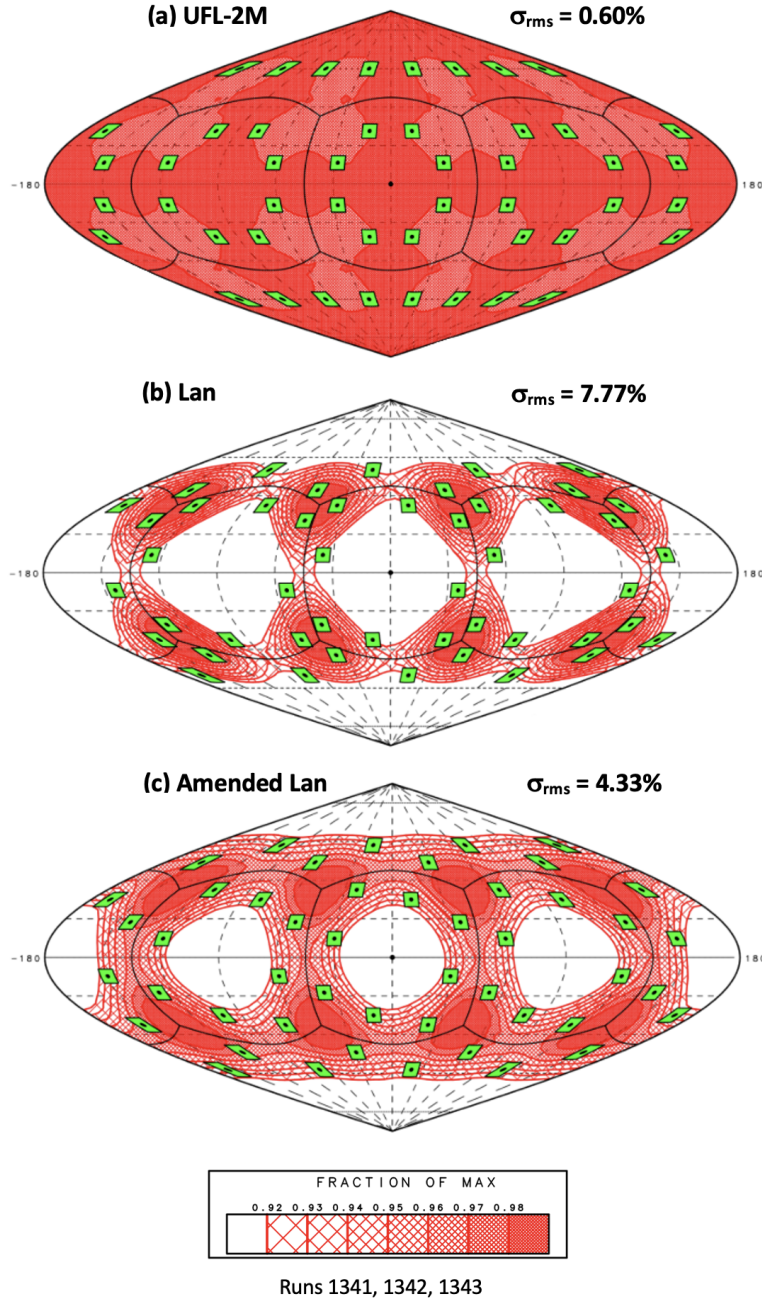 (a) UFL-2M σrms = 0.60%
-180 180
(b) Lan σrms = 7.77%
-180 180
(c) Amended Lan σrms = 4.33%
-180 180
FRACTION OF MAX
0.92 0.93 0.94 0.95 0.96 0.97 0.98
Runs 1341, 1342, 1343